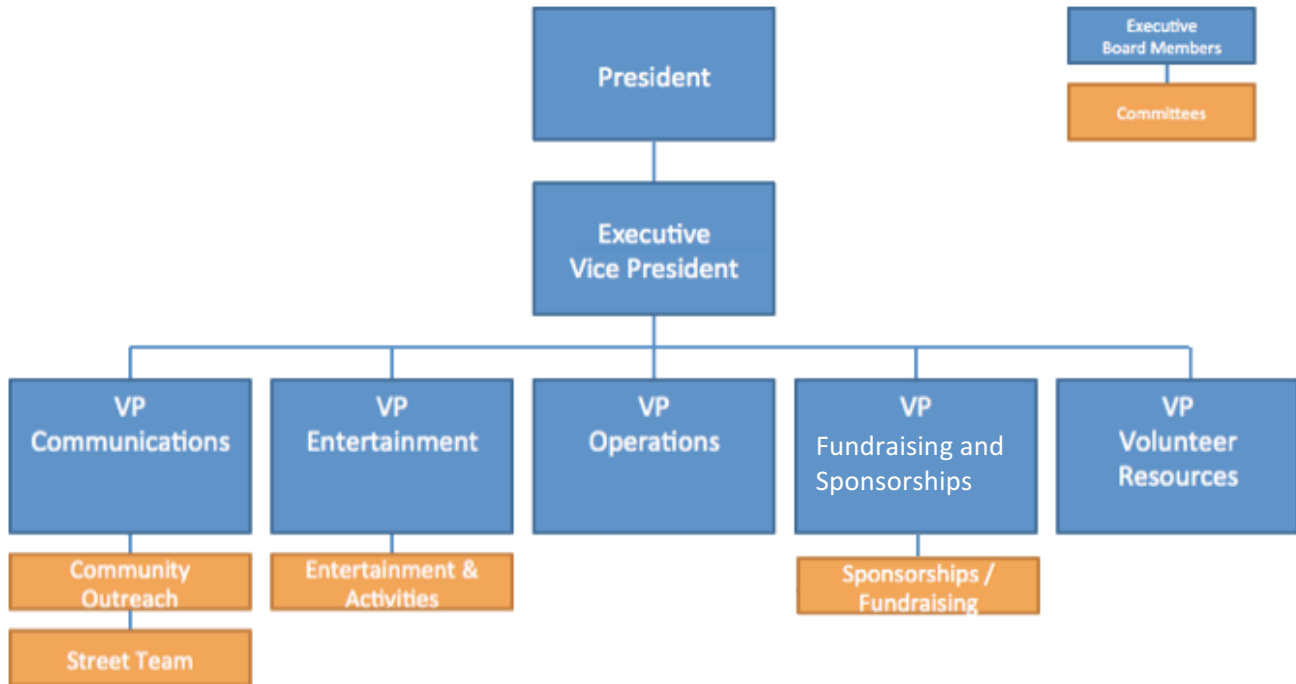 President
Executive
Board Members
Committees
Executive
Vice President
VP
Communications
VP
Entertainment
VP
Operations
VP
Fundraising and
Sponsorships
VP
Volunteer
Resources
Community
Outreach
Entertainment &
Activities
Sponsorships /
Fundraising
Street Team